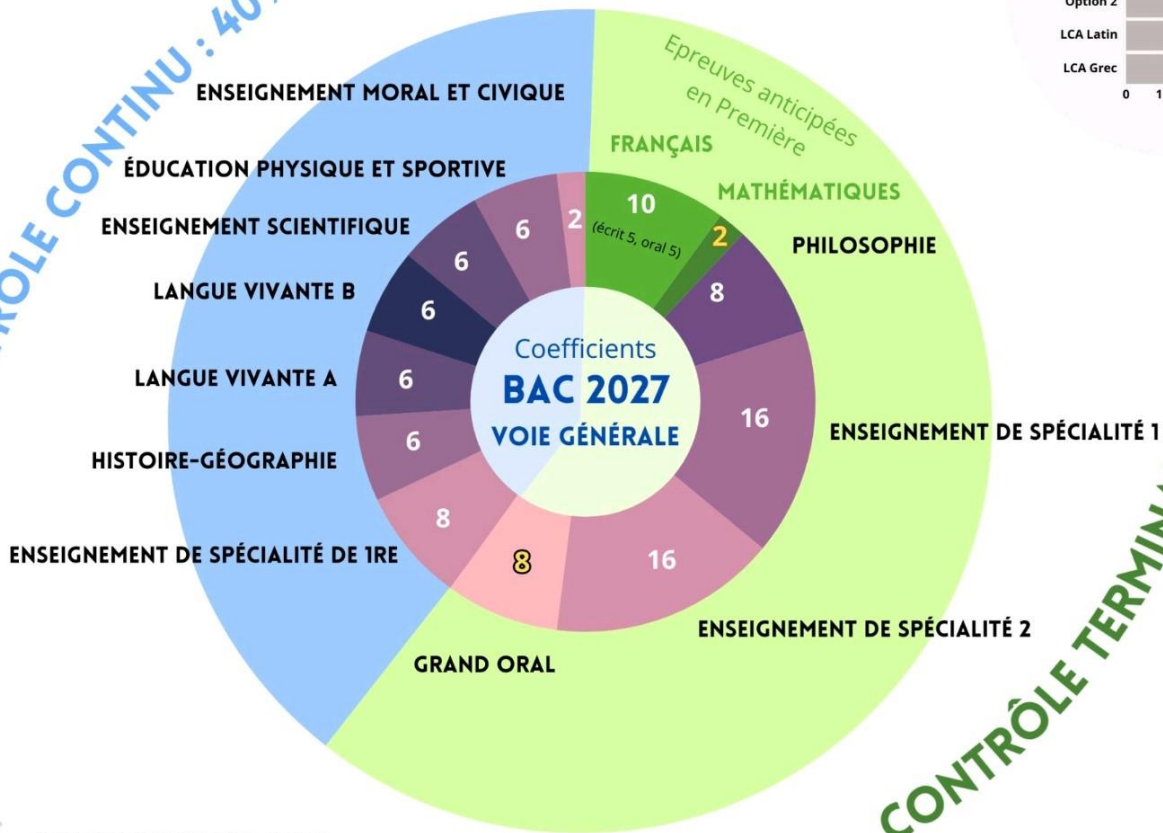 CONTINU : 40
Option 2
LCA Latin
LCA Grec
0
Epreuves anticipées
en Première
ENSEIGNEMENT MORAL ET CIVIQUE
FRANÇAIS
ÉDUCATION PHYSIQUE ET SPORTIVE
MATHÉMATIQUES
ENSEIGNEMENT SCIENTIFIQUE
PHILOSOPHIE
LANGUE VIVANTE B
LANGUE VIVANTE A
HISTOIRE-GÉOGRAPHIE
ENSEIGNEMENT DE SPÉCIALITÉ DE 1RE
GRAND ORAL
ENSEIGNEMENT DE SPÉCIALITÉ 2
ENSEIGNEMENT DE SPÉCIALITÉ 1
10
(écrit 5, oral 5)
2
8
16
16
8
8
6
6
6
6
6
2
Coefficients
BAC 2027
VOIE GÉNÉRALE
CONTRÔLE